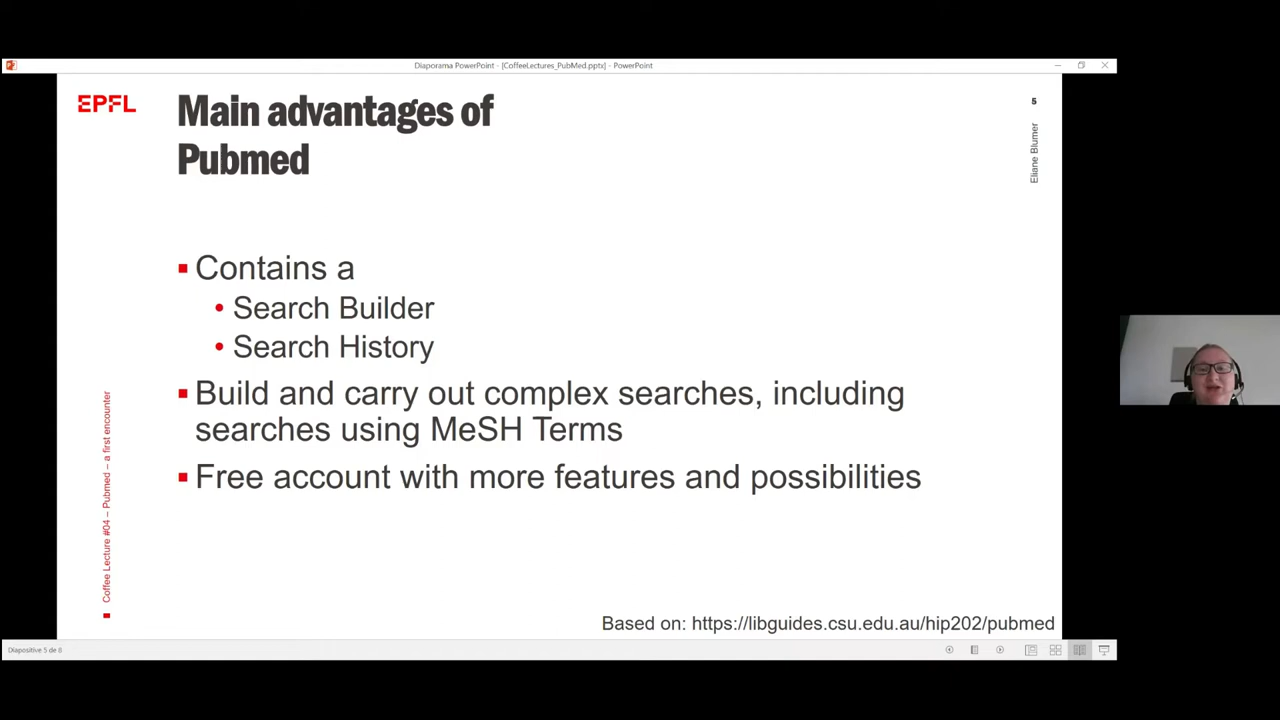 Diaporama PowerPoint - [CoffeeLectures_PubMed.pptx] - PowerPoint
EPFL
Main advantages of
Pubmed
5
Eliane Blumer
▪ Contains a
• Search Builder
• Search History
▪ Build and carry out complex searches, including
searches using MeSH Terms
▪ Free account with more features and possibilities
Coffee Lecture #04 – Pubmed – a first encounter
Based on: https://libguides.csu.edu.au/hip202/pubmed
Diapositive 5 de 8